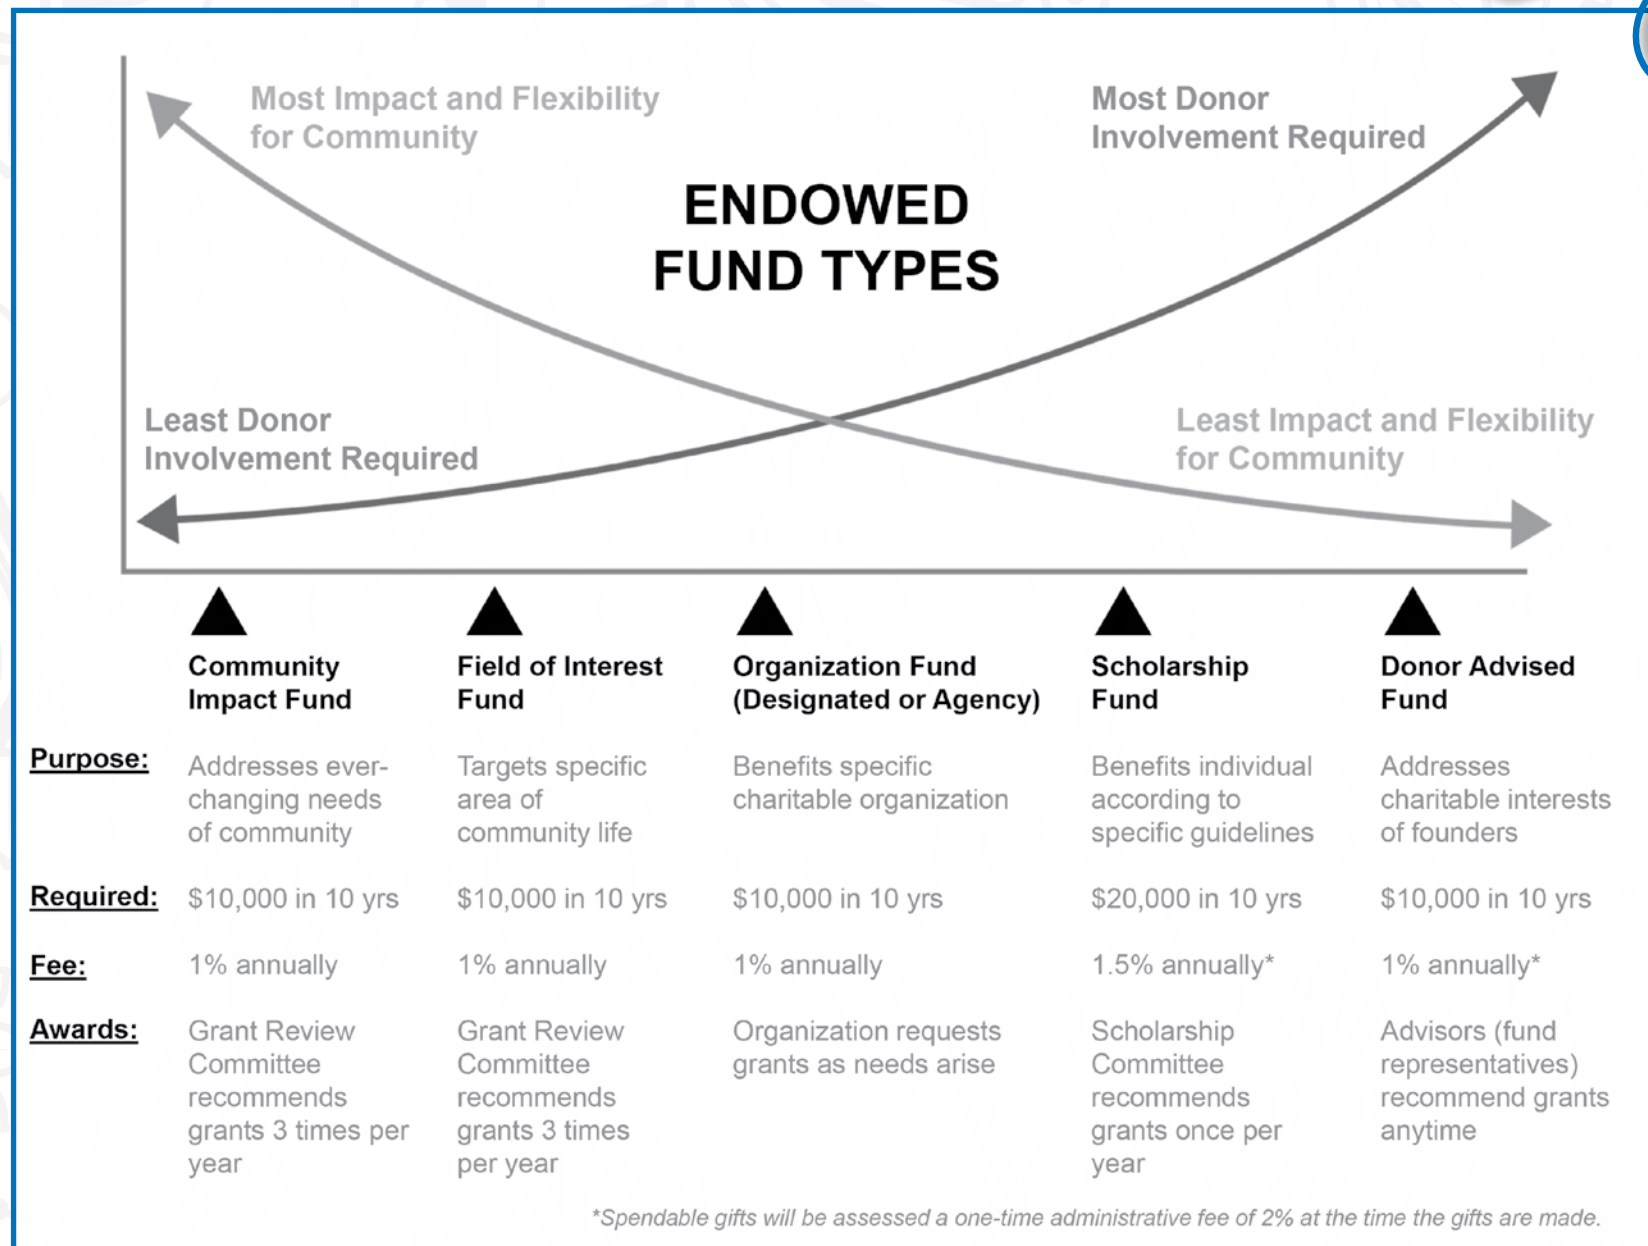 Most Impact and Flexibility
for Community
Most Donor
Involvement Required
ENDOWED
FUND TYPES
Least Donor
Involvement Required
Least Impact and Flexibility
for Community
Community
Impact Fund
Field of Interest
Fund
Organization Fund
(Designated or Agency)
Scholarship
Fund
Donor Advised
Fund
Purpose:
Addresses ever-
changing needs
of community
Targets specific
area of
community life
Benefits specific
charitable organization
Benefits individual
according to
specific guidelines
Addresses
charitable interests
of founders
Required:
$10,000 in 10 yrs
$10,000 in 10 yrs
$10,000 in 10 yrs
$20,000 in 10 yrs
$10,000 in 10 yrs
Fee:
1% annually
1% annually
1% annually
1.5% annually*
1% annually*
Awards:
Grant Review
Committee
recommends
grants 3 times per
year
Grant Review
Committee
recommends
grants 3 times
per year
Organization requests
grants as needs arise
Scholarship
Committee
recommends
grants once per
year
Advisors (fund
representatives)
recommend grants
anytime
*Spendable gifts will be assessed a one-time administrative fee of 2% at the time the gifts are made.